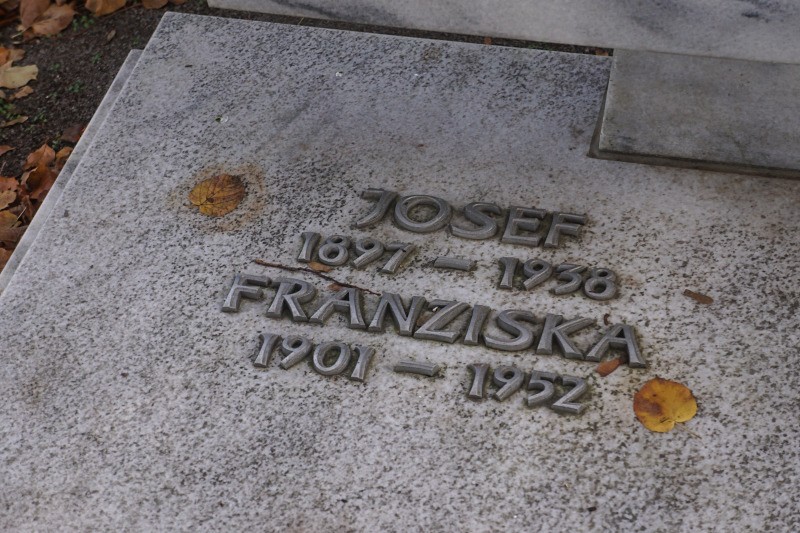 JOSEF
1897 – 1938
FRANZISKA
1901 – 1952